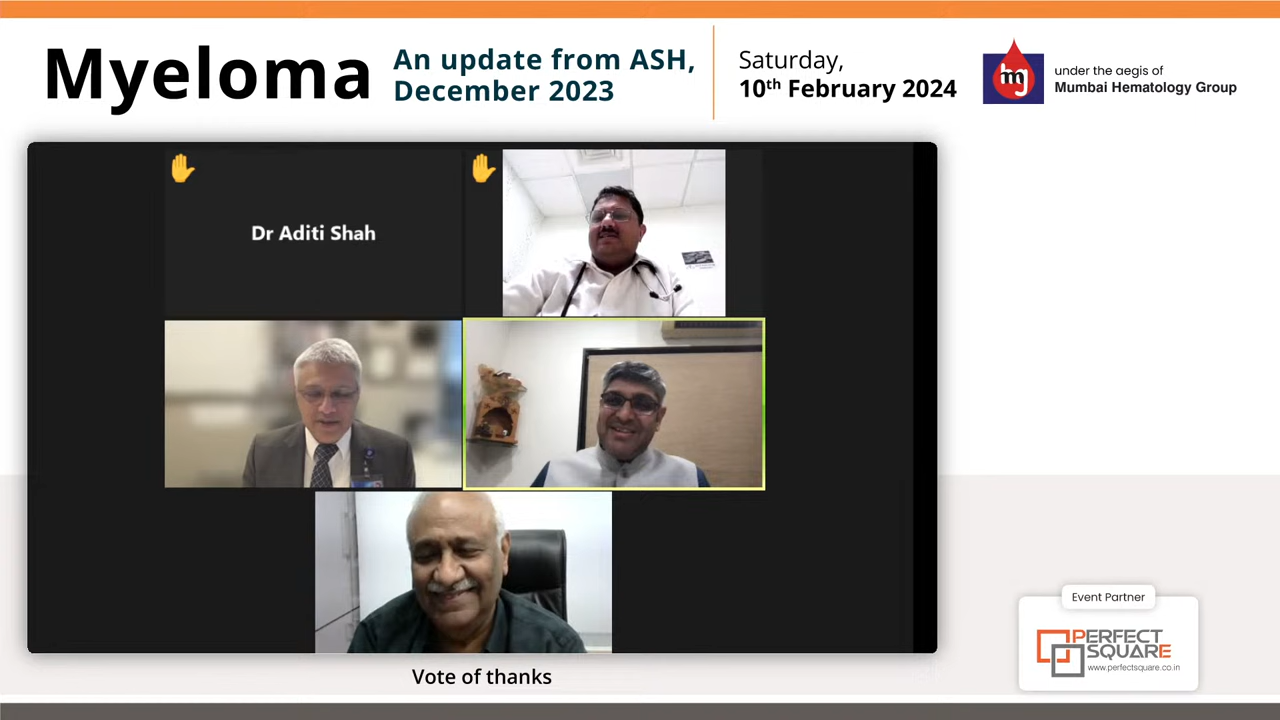 Myeloma
An update from ASH,
December 2023
Saturday,
10th February 2024
mg
under the aegis of
Mumbai Hematology Group
Dr Aditi Shah
Vote of thanks
Event Partner
PERFECT
SQUARE
www.perfectsquare.co.in